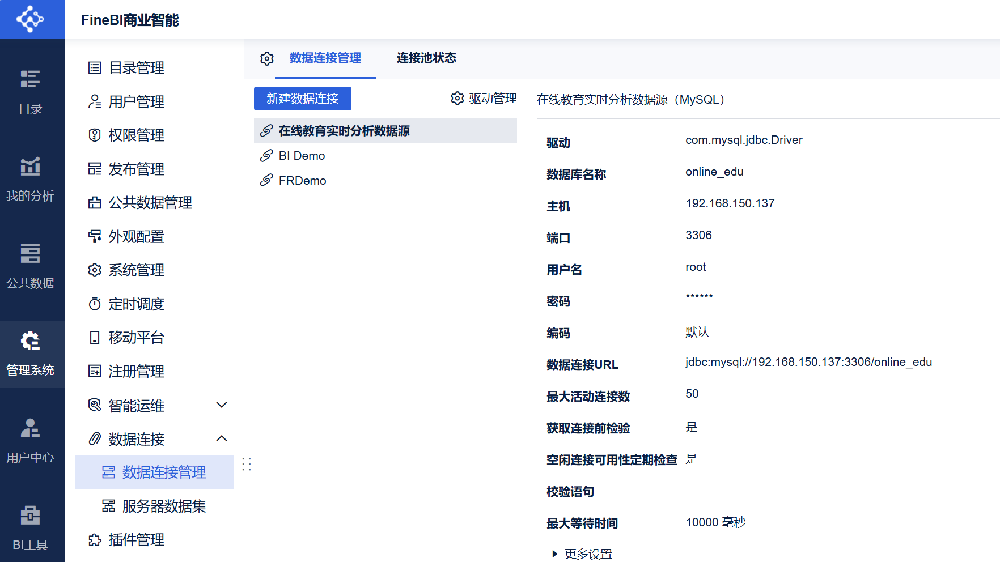 FineBI商业智能
目录
我的分析
公共数据
管理系统
用户中心
BI工具
目录管理
用户管理
权限管理
发布管理
公共数据管理
外观配置
系统管理
定时调度
移动平台
注册管理
智能运维
数据连接
数据连接管理
服务器数据集
插件管理
数据连接管理 连接池状态
新建数据连接 驱动管理
在线教育实时分析数据源
BI Demo
FRDemo
在线教育实时分析数据源（MySQL）
驱动 com.mysql.jdbc.Driver
数据库名称 online_edu
主机 192.168.150.137
端口 3306
用户名 root
密码 ******
编码 默认
数据连接URL jdbc:mysql://192.168.150.137:3306/online_edu
最大活动连接数 50
获取连接前检验 是
空闲连接可用性定期检查 是
校验语句
最大等待时间 10000 毫秒
更多设置